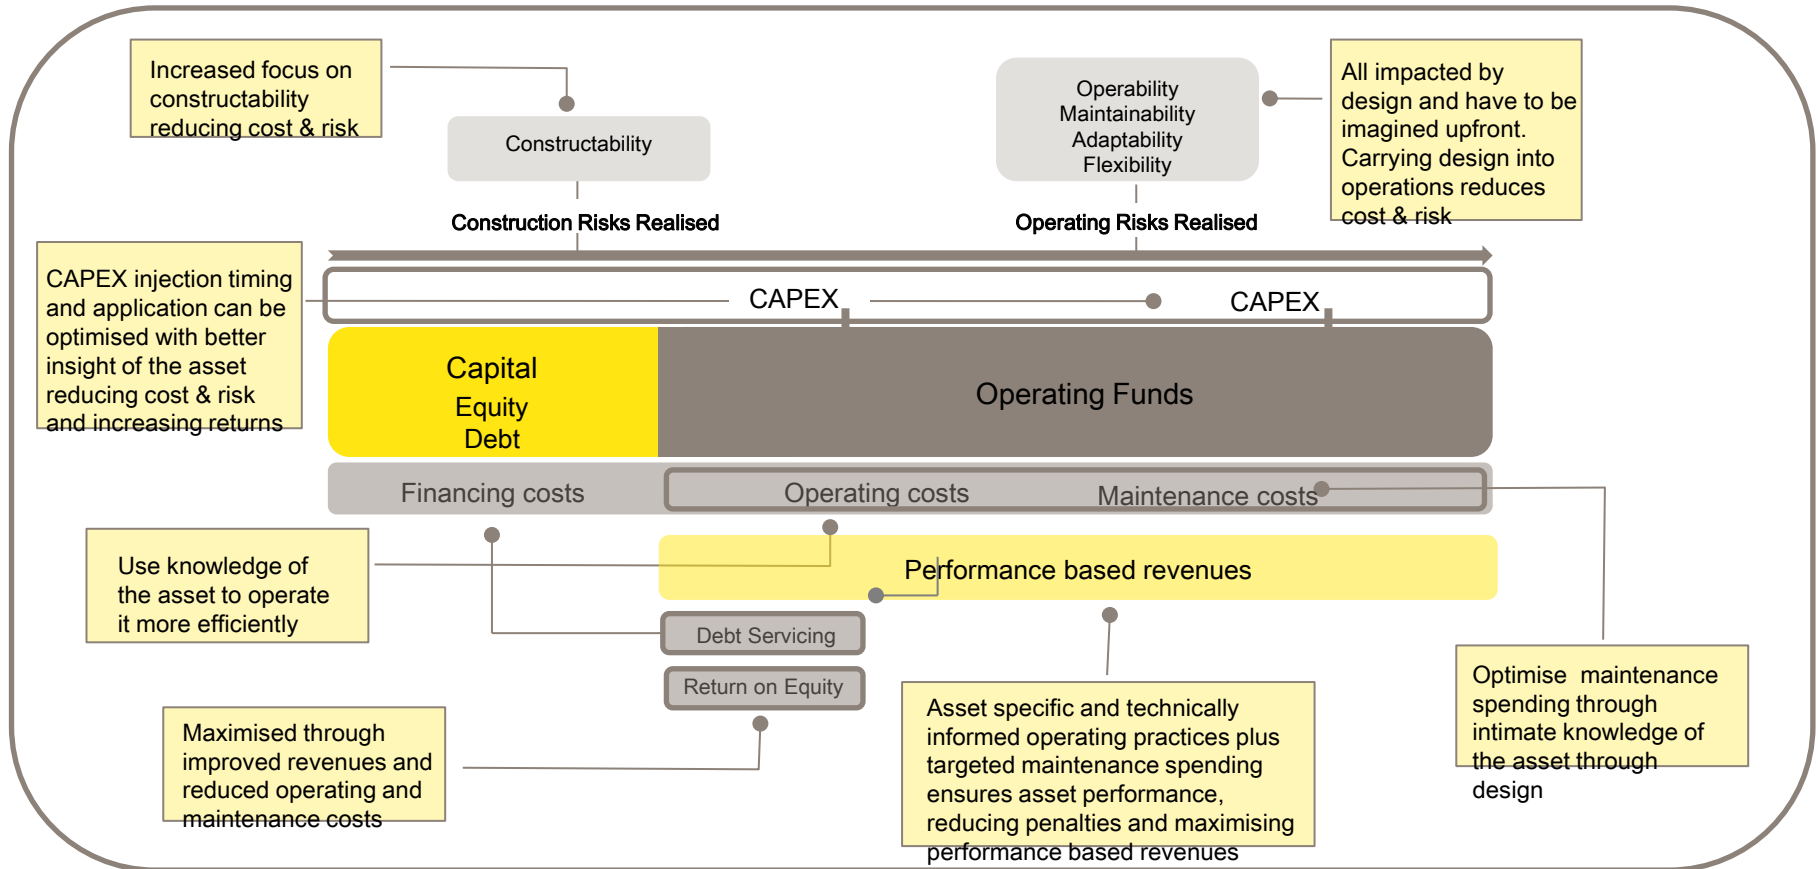 Increased focus on
constructability
reducing cost & risk
Constructability
Operability
Maintainability
Adaptability
Flexibility
All impacted by
design and have to be
imagined upfront.
Carrying design into
operations reduces
cost & risk
Construction Risks Realised
Operating Risks Realised
CAPEX injection timing
and application can be
optimised with better
insight of the asset
reducing cost & risk
and increasing returns
CAPEX
CAPEX
Capital
Equity
Debt
Operating Funds
Financing costs
Operating costs
Maintenance costs
Use knowledge of
the asset to operate
it more efficiently
Performance based revenues
Debt Servicing
Return on Equity
Maximised through
improved revenues and
reduced operating and
maintenance costs
Asset specific and technically
informed operating practices plus
targeted maintenance spending
ensures asset performance,
reducing penalties and maximising
performance based revenues
Optimise maintenance
spending through
intimate knowledge of
the asset through
design